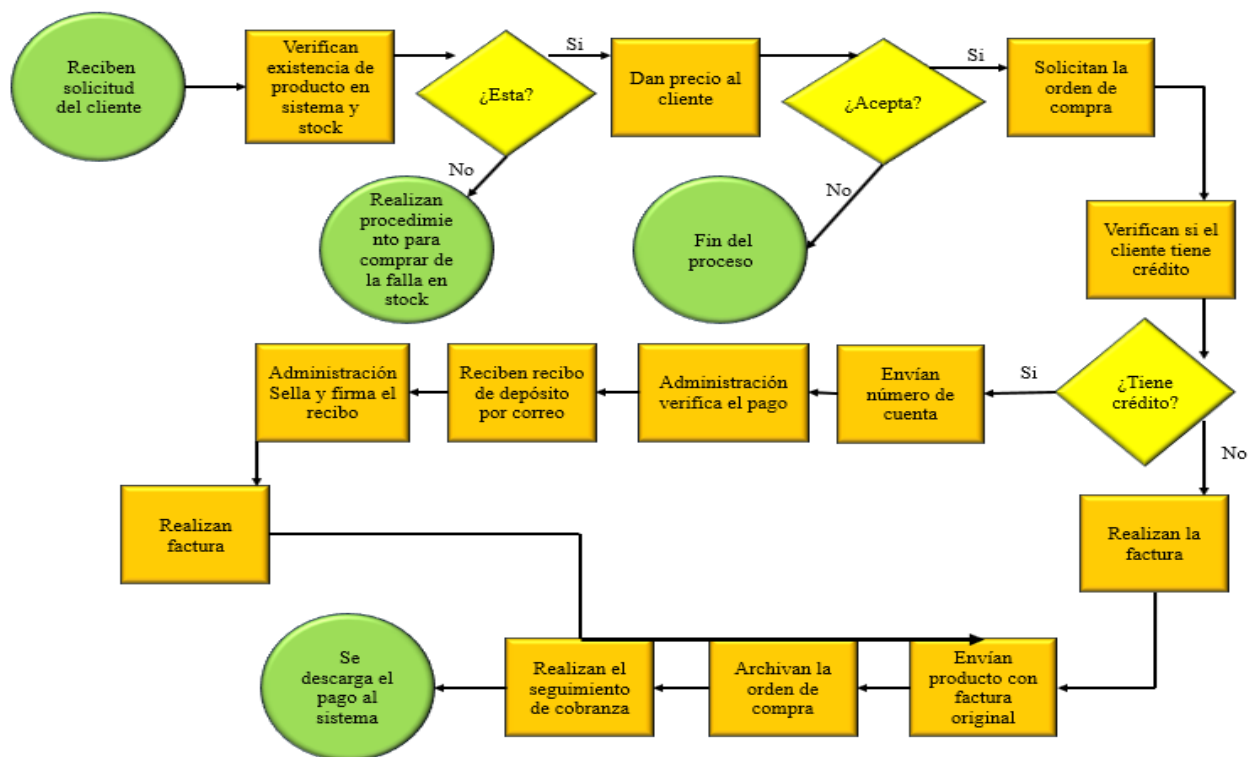 Reciben
solicitud
del cliente
Verifican
existencia de
producto en
sistema y
stock
¿Esta?
Si
No
Realizan
procedimie
nto para
comprar de
la falla en
stock
Dan precio al
cliente
¿Acepta?
Si
No
Fin del
proceso
Solicitan la
orden de
compra
Verifican si el
cliente tiene
crédito
¿Tiene
crédito?
Si
No
Envían
número de
cuenta
Administración
verifica el pago
Reciben recibo
de depósito
por correo
Administración
Sella y firma el
recibo
Realizan
factura
Realizan la
factura
Envían
producto con
factura
original
Archivan la
orden de
compra
Realizan el
seguimiento
de cobranza
Se
descarga el
pago al
sistema